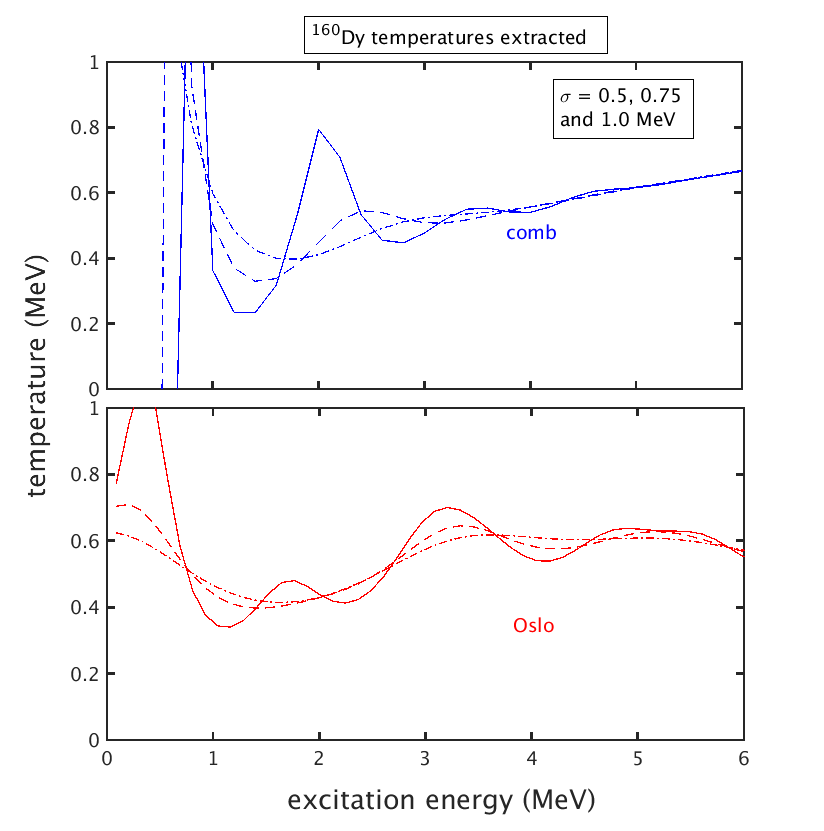 ¹⁶⁰Dy temperatures extracted
σ = 0.5, 0.75
and 1.0 MeV
1
0.8
0.6
0.4
0.2
0
comb
temperature (MeV)
1
0.8
0.6
0.4
0.2
0
Oslo
0 1 2 3 4 5 6
excitation energy (MeV)